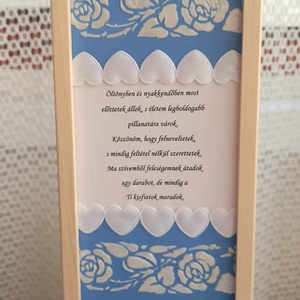 Öltönyben és nyakkendőben most
előttetek állok, s életem legboldogabb
pillanatára várok.
Köszönöm, hogy felneveltetek,
s mindig feltétel nélkül szerettetek.
Ma szívemből feleségemnek átadok
egy darabot, de mindig a
Ti kisfiatok maradok.